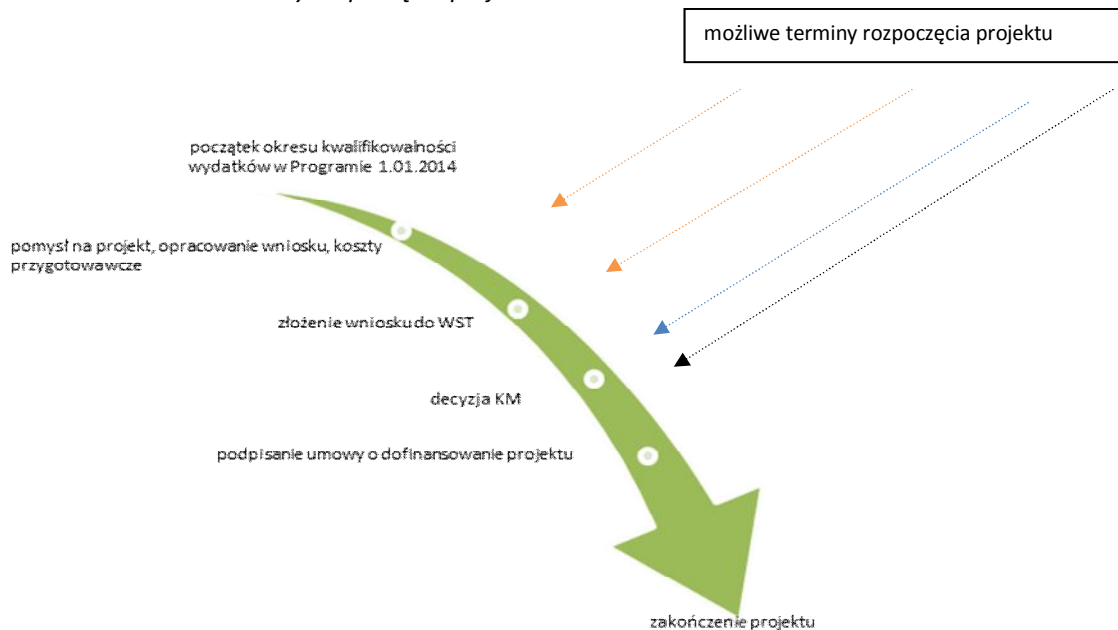 możliwe terminy rozpoczęcia projektu
początek okresu kwalifikowalności
wydatków w Programie 1.01.2014
pomysł na projekt, opracowanie wniosku, koszty
przygotowawcze
złożenie wniosku do WST
decyzja KM
podpisanie umowy o dofinansowanie projektu
zakończenie projektu